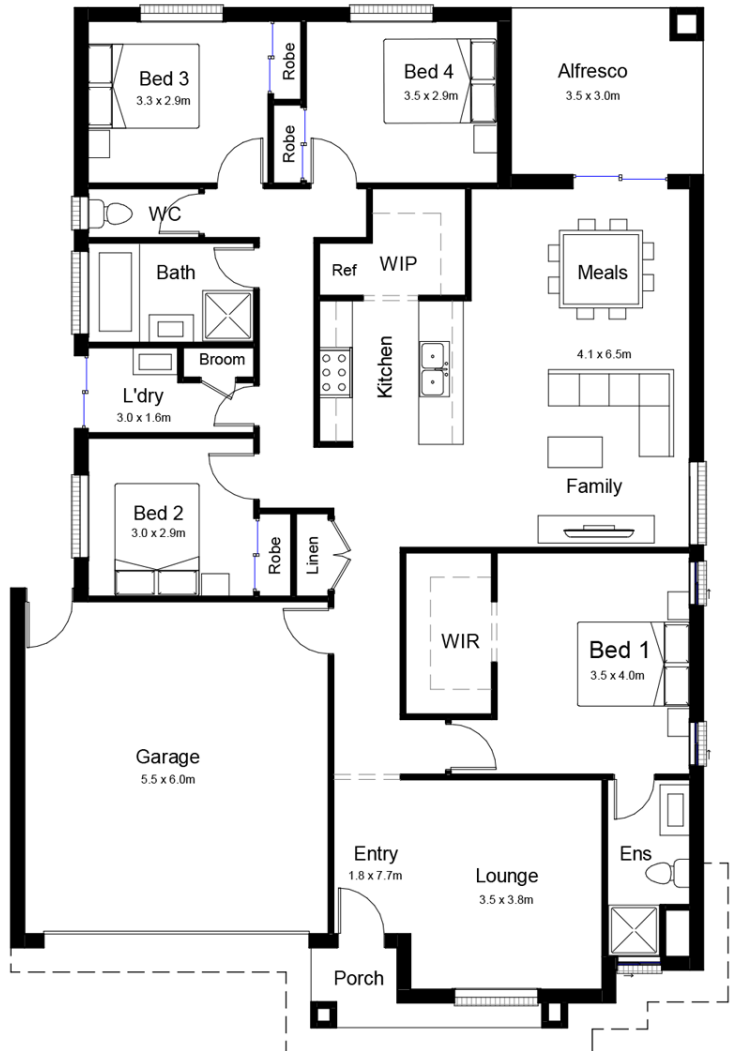 Bed 3
3.3 x 2.9m
Robe
Robe
Bed 4
3.5 x 2.9m
Alfresco
3.5 x 3.0m
WC
Bath
Ref
WIP
Meals
4.1 x 6.5m
Kitchen
Broom
L'dry
3.0 x 1.6m
Family
Bed 2
3.0 x 2.9m
Robe
Linen
WIR
Bed 1
3.5 x 4.0m
Garage
5.5 x 6.0m
Entry
1.8 x 7.7m
Lounge
3.5 x 3.8m
Ens
Porch